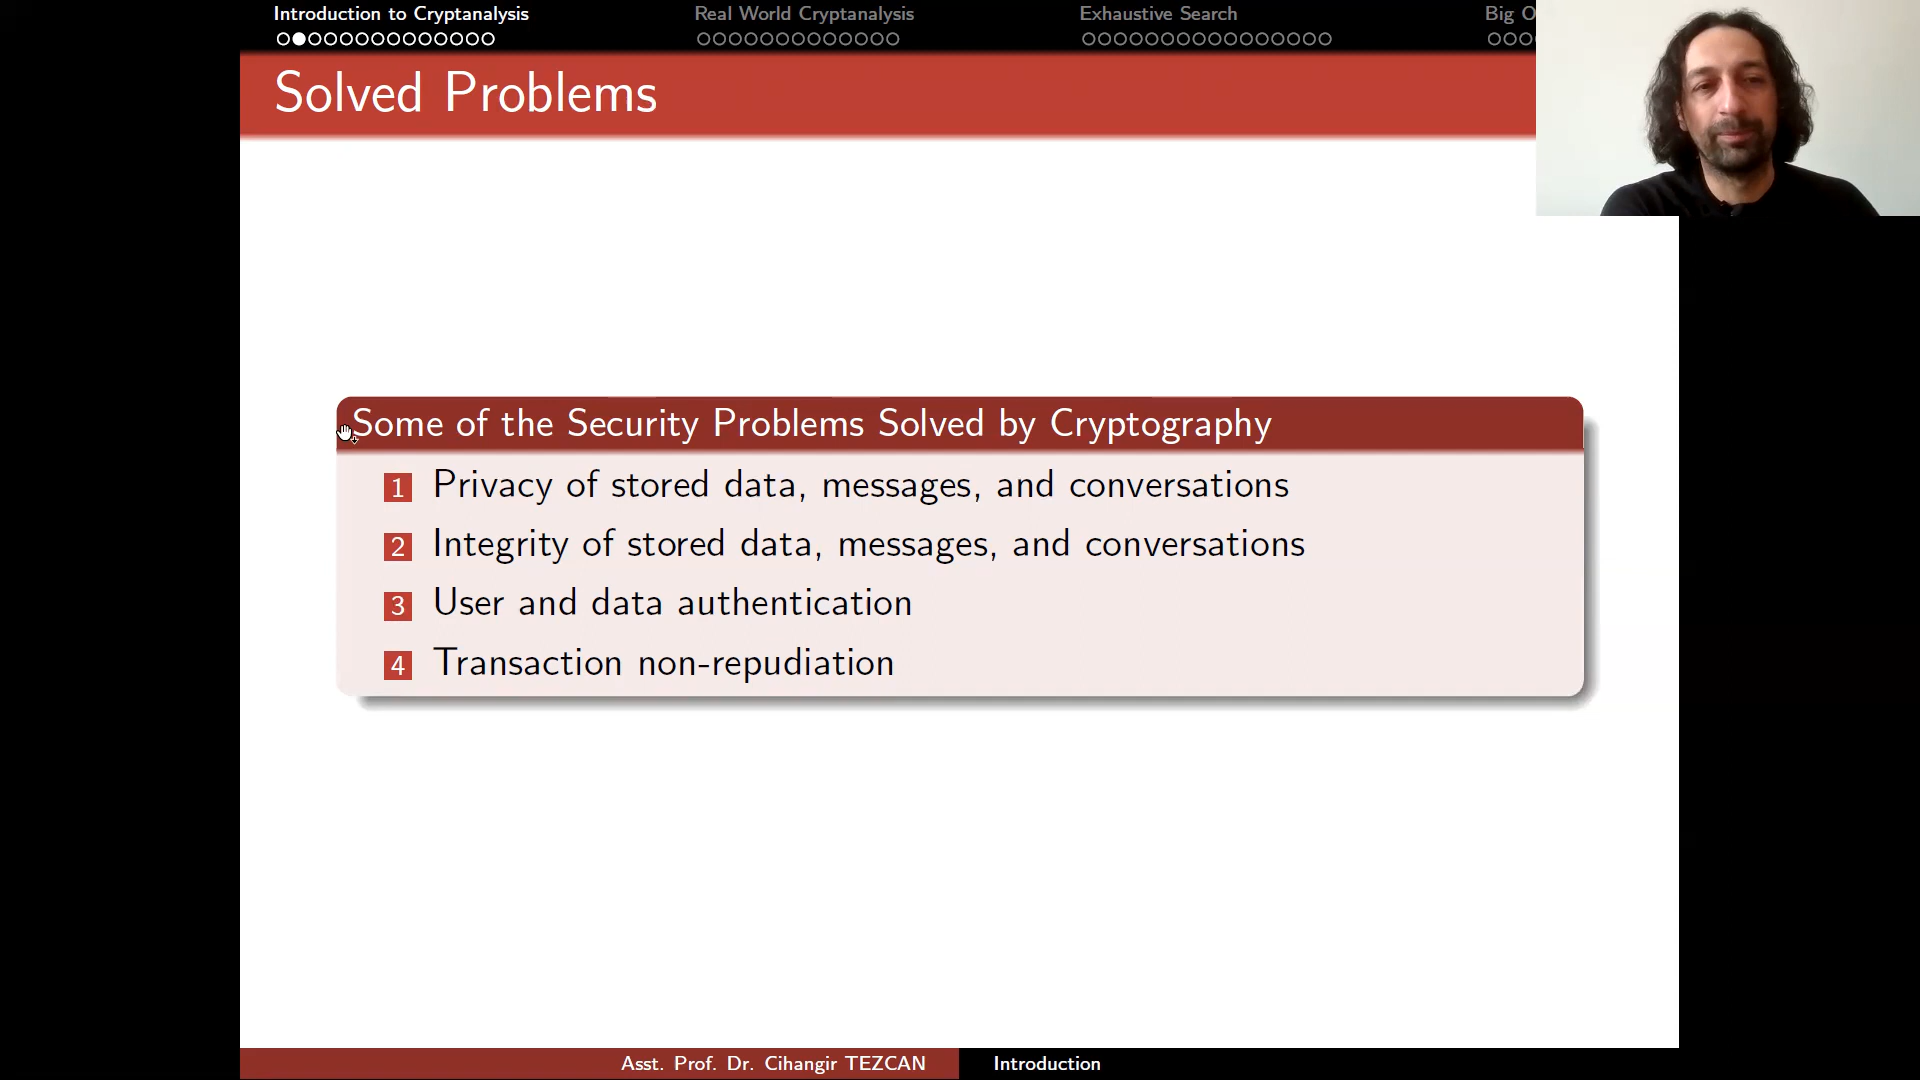 Introduction to Cryptanalysis
Real World Cryptanalysis
Exhaustive Search
Big O
Solved Problems
Some of the Security Problems Solved by Cryptography
1 Privacy of stored data, messages, and conversations
2 Integrity of stored data, messages, and conversations
3 User and data authentication
4 Transaction non-repudiation
Asst. Prof. Dr. Cihangir TEZCAN
Introduction